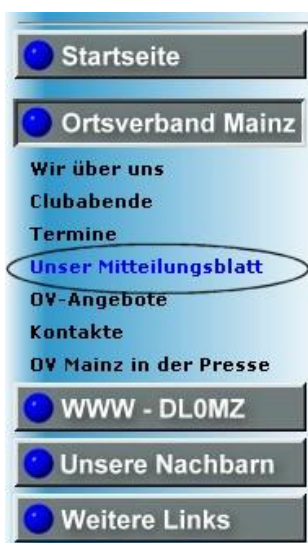 Startseite
Ortsverband Mainz
Wir über uns
Clubabende
Termine
Unser Mitteilungsblatt
OV-Angebote
Kontakte
OV Mainz in der Presse
WWW - DL0MZ
Unsere Nachbarn
Weitere Links